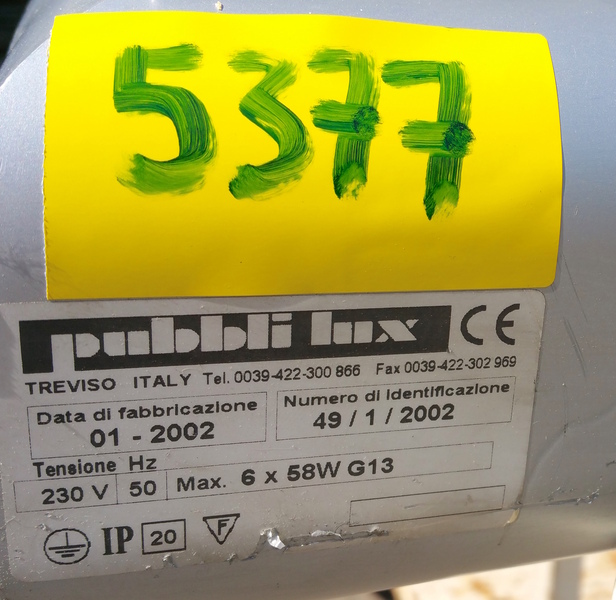 5377
pubbli lux CE
TREVISO ITALY Tel. 0039-422-300 866 Fax 0039-422-302 969
Data di fabbricazione
01 - 2002
Numero di identificazione
49 / 1 / 2002
Tensione Hz
230 V 50 Max. 6 x 58W G13
IP 20 F